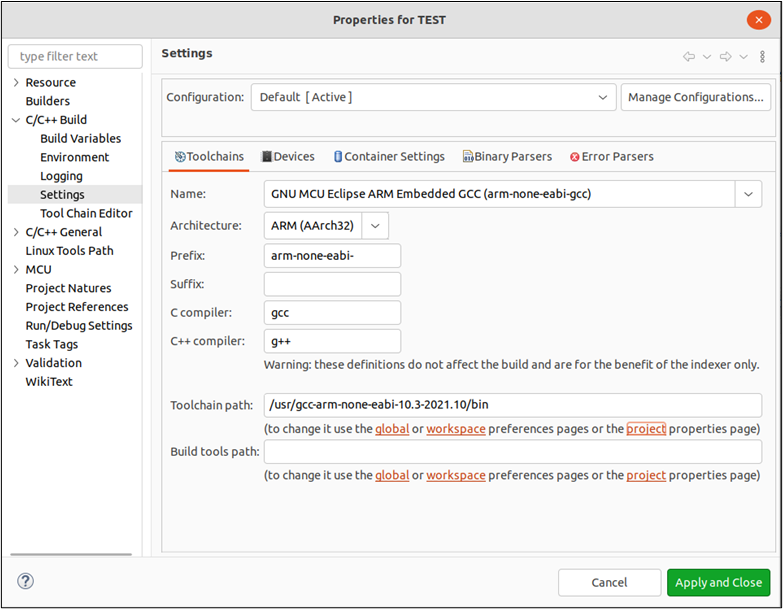 Properties for TEST
type filter text
Resource
Builders
C/C++ Build
Build Variables
Environment
Logging
Settings
Tool Chain Editor
C/C++ General
Linux Tools Path
MCU
Project Natures
Project References
Run/Debug Settings
Task Tags
Validation
WikiText
Settings
Configuration: Default [ Active ] Manage Configurations...
Toolchains Devices Container Settings Binary Parsers Error Parsers
Name: GNU MCU Eclipse ARM Embedded GCC (arm-none-eabi-gcc)
Architecture: ARM (AArch32)
Prefix: arm-none-eabi-
Suffix:
C compiler: gcc
C++ compiler: g++
Warning: these definitions do not affect the build and are for the benefit of the indexer only.
Toolchain path: /usr/gcc-arm-none-eabi-10.3-2021.10/bin
(to change it use the global or workspace preferences pages or the project properties page)
Build tools path:
(to change it use the global or workspace preferences pages or the project properties page)
Cancel Apply and Close